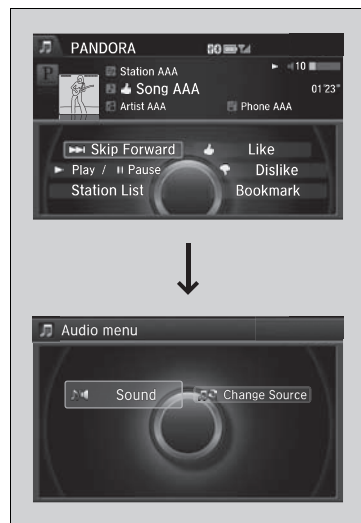 PANDORA
Station AAA
10
Song AAA
01'23"
Artist AAA Phone AAA
Skip Forward Like
Play / Pause Dislike
Station List Bookmark
Audio menu
Sound Change Source